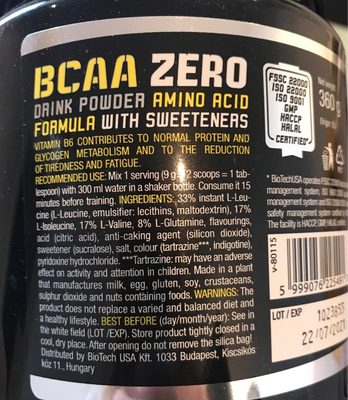 BCAA ZERO
DRINK POWDER AMINO ACID
FORMULA WITH SWEETENERS
VITAMIN B6 CONTRIBUTES TO NORMAL PROTEIN AND
GLYCOGEN METABOLISM AND TO THE REDUCTION
OF TIREDNESS AND FATIGUE.
RECOMMENDED USE: Mix 1 serving (9 g = 2 scoops = 1 tab-
lespoon) with 300 ml water in a shaker bottle. Consume it 15
minutes before training. INGREDIENTS: 33% instant L-Leu-
cine (L-Leucine, emulsifier: lecithins, maltodextrin), 17%
L-Isoleucine, 17% L-Valine, 8% L-Glutamine, flavourings,
acid (citric acid), anti-caking agent (silicon dioxide),
sweetener (sucralose), salt, colour (tartrazine***, indigotine),
pyridoxine hydrochloride. ***Tartrazine: may have an adverse
effect on activity and attention in children. Made in a plant
that manufactures milk, egg, gluten, soy, crustaceans,
sulphur dioxide and nuts containing foods. WARNINGS: The
product does not replace a varied and balanced diet and
a healthy lifestyle. BEST BEFORE (day/month/year): See in
the white field (LOT / EXP). Store product tightly closed in a
cool, dry place. After opening do not remove the silica bag!
Distributed by BioTech USA Kft. 1033 Budapest, Kiscsikós
köz 11., Hungary
FSSC 22000
ISO 22000
ISO 9001
GMP
HACCP
HALAL
CERTIFIED*
360 g
* BioTechUSA operates FSSC
management system, ISO
management system, ISO
safety management system
The facility is HACCP, GMP, HALAL
v-80115
5 999076 2254
LOT / EXP
22/07/202